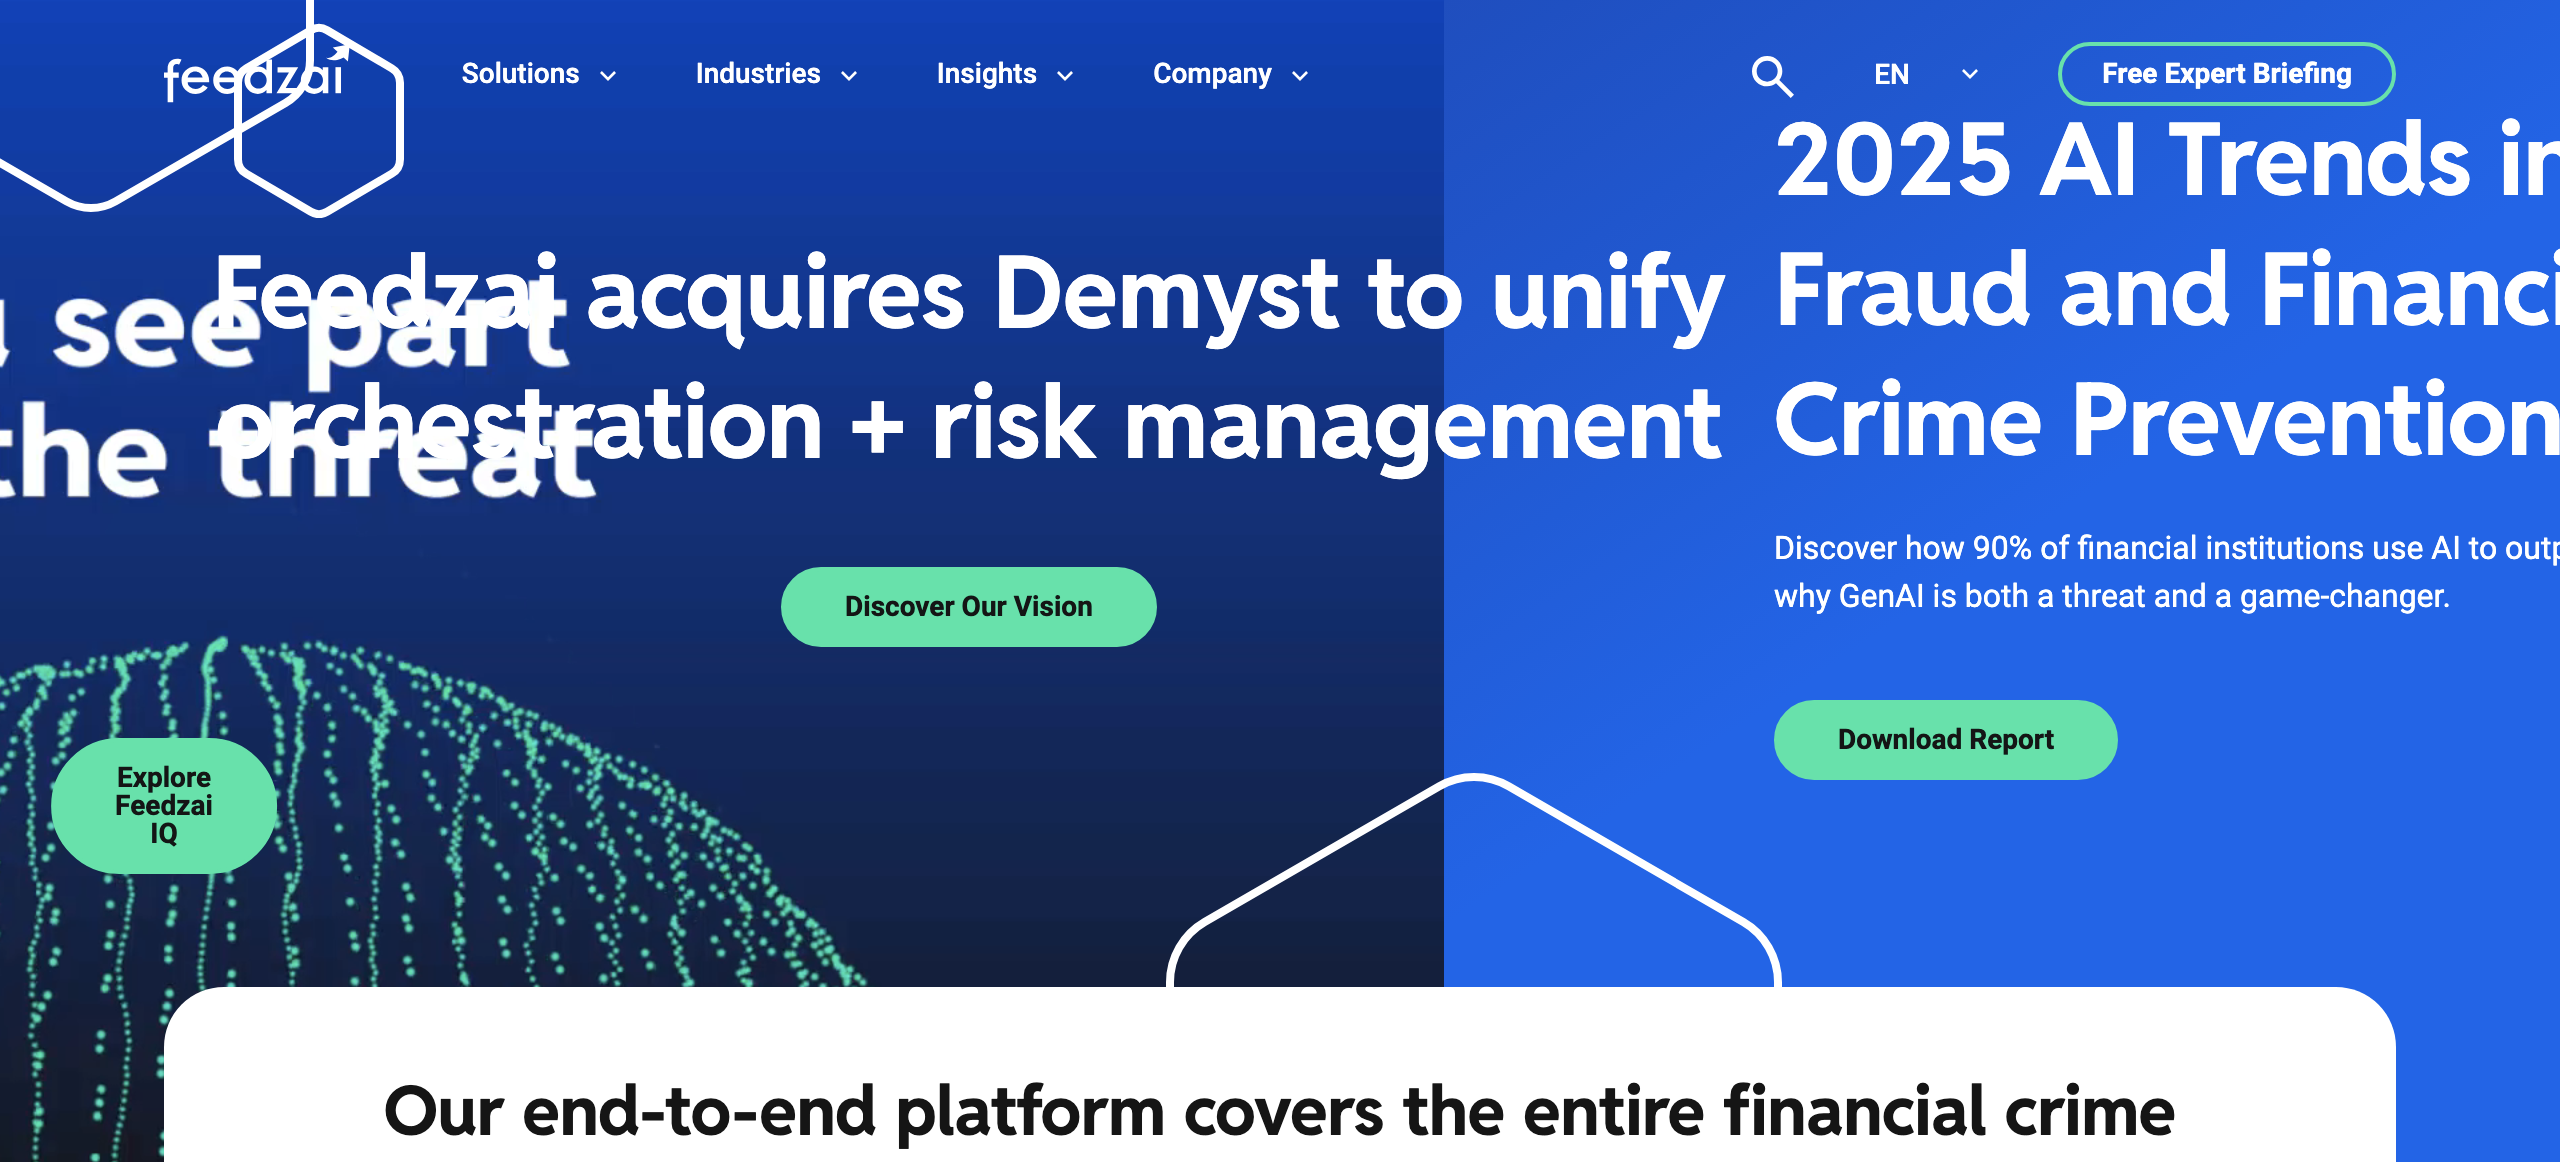 feedzai
Solutions
Industries
Insights
Company
EN
Free Expert Briefing
see part
the threat
Explore
Feedzai
IQ
Feedzai acquires Demyst to unify
orchestration + risk management
Discover Our Vision
2025 AI Trends in
Fraud and Financi
Crime Prevention
Discover how 90% of financial institutions use AI to outp
why GenAI is both a threat and a game-changer.
Download Report
Our end-to-end platform covers the entire financial crime